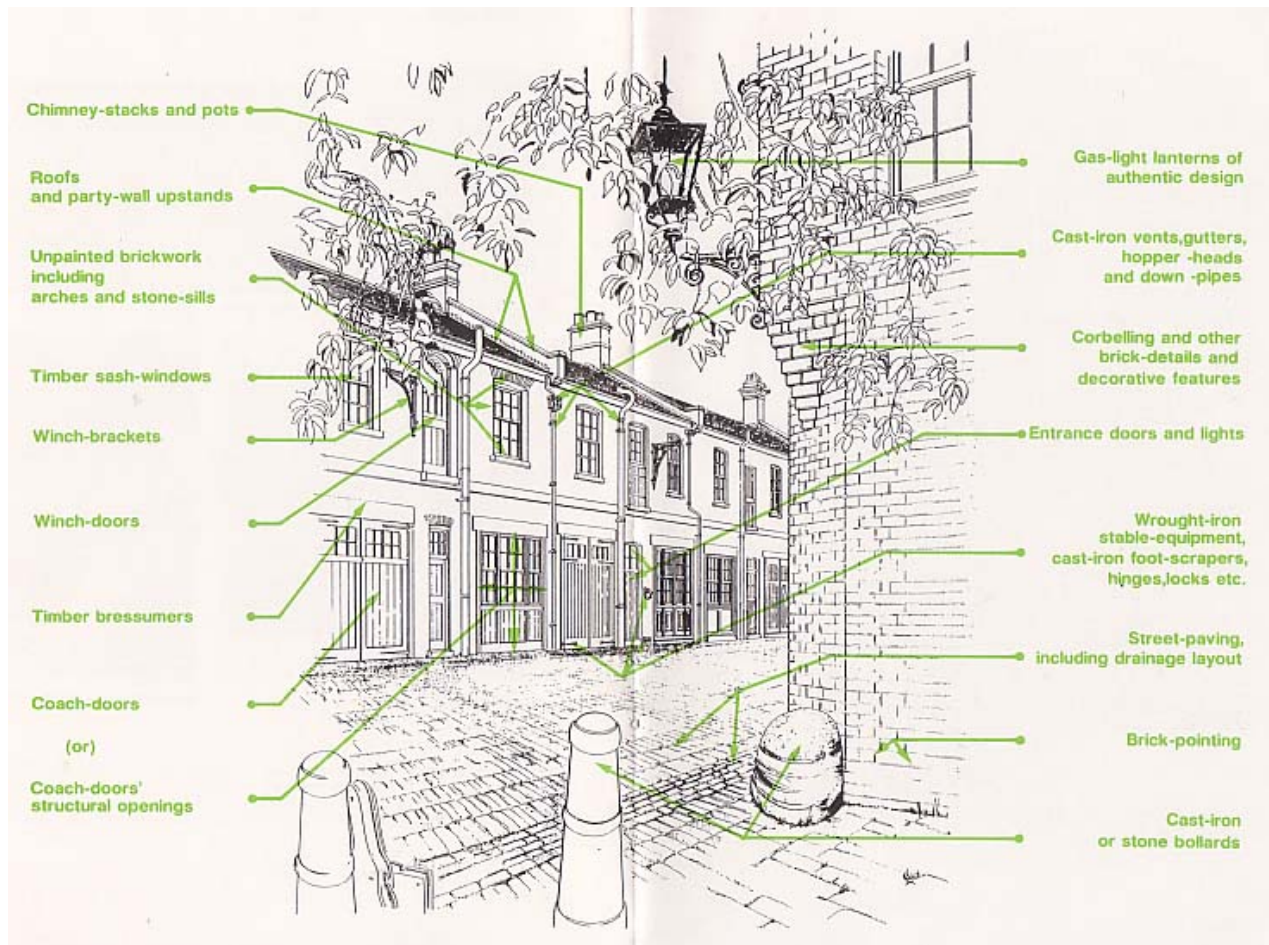 Chimney-stacks and pots
Roofs
and party-wall upstands
Unpainted brickwork
including
arches and stone-sills
Timber sash-windows
Winch-brackets
Winch-doors
Timber bressumers
Coach-doors
(or)
Coach-doors'
structural openings
Gas-light lanterns of
authentic design
Cast-iron vents,gutters,
hopper -heads
and down -pipes
Corbelling and other
brick-details and
decorative features
Entrance doors and lights
Wrought-iron
stable-equipment,
cast-iron foot-scrapers,
hinges,locks etc.
Street-paving,
including drainage layout
Brick-pointing
Cast-iron
or stone bollards